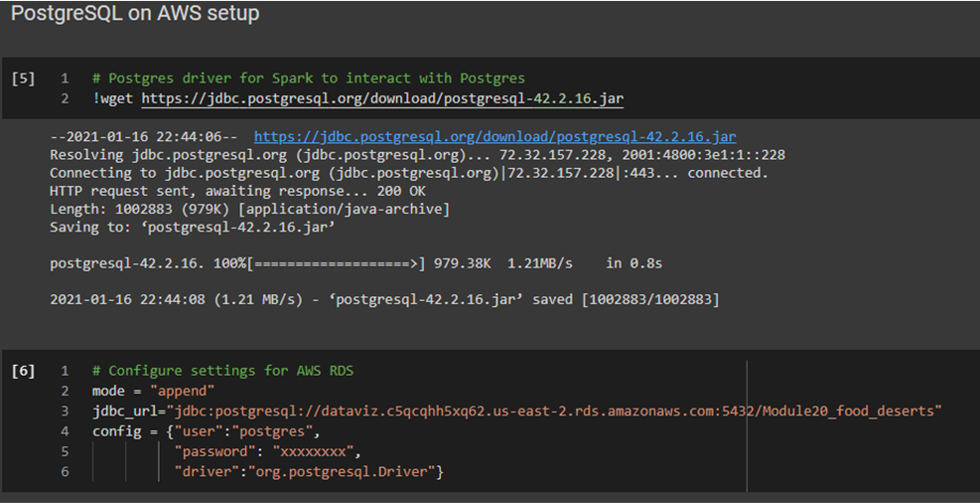 PostgreSQL on AWS setup
[5] 1 # Postgres driver for Spark to interact with Postgres
2 !wget https://jdbc.postgresql.org/download/postgresql-42.2.16.jar
--2021-01-16 22:44:06-- https://jdbc.postgresql.org/download/postgresql-42.2.16.jar
Resolving jdbc.postgresql.org (jdbc.postgresql.org)... 72.32.157.228, 2001:4800:3e1:1::228
Connecting to jdbc.postgresql.org (jdbc.postgresql.org)|72.32.157.228|:443... connected.
HTTP request sent, awaiting response... 200 OK
Length: 1002883 (979K) [application/java-archive]
Saving to: ‘postgresql-42.2.16.jar’
postgresql-42.2.16. 100%[===================>] 979.38K 1.21MB/s in 0.8s
2021-01-16 22:44:08 (1.21 MB/s) - ‘postgresql-42.2.16.jar’ saved [1002883/1002883]
[6] 1 # Configure settings for AWS RDS
2 mode = "append"
3 jdbc_url="jdbc:postgresql://dataviz.c5qcqhh5xq62.us-east-2.rds.amazonaws.com:5432/Module20_food_deserts"
4 config = {"user":"postgres",
5 "password": "xxxxxxxx",
6 "driver":"org.postgresql.Driver"}